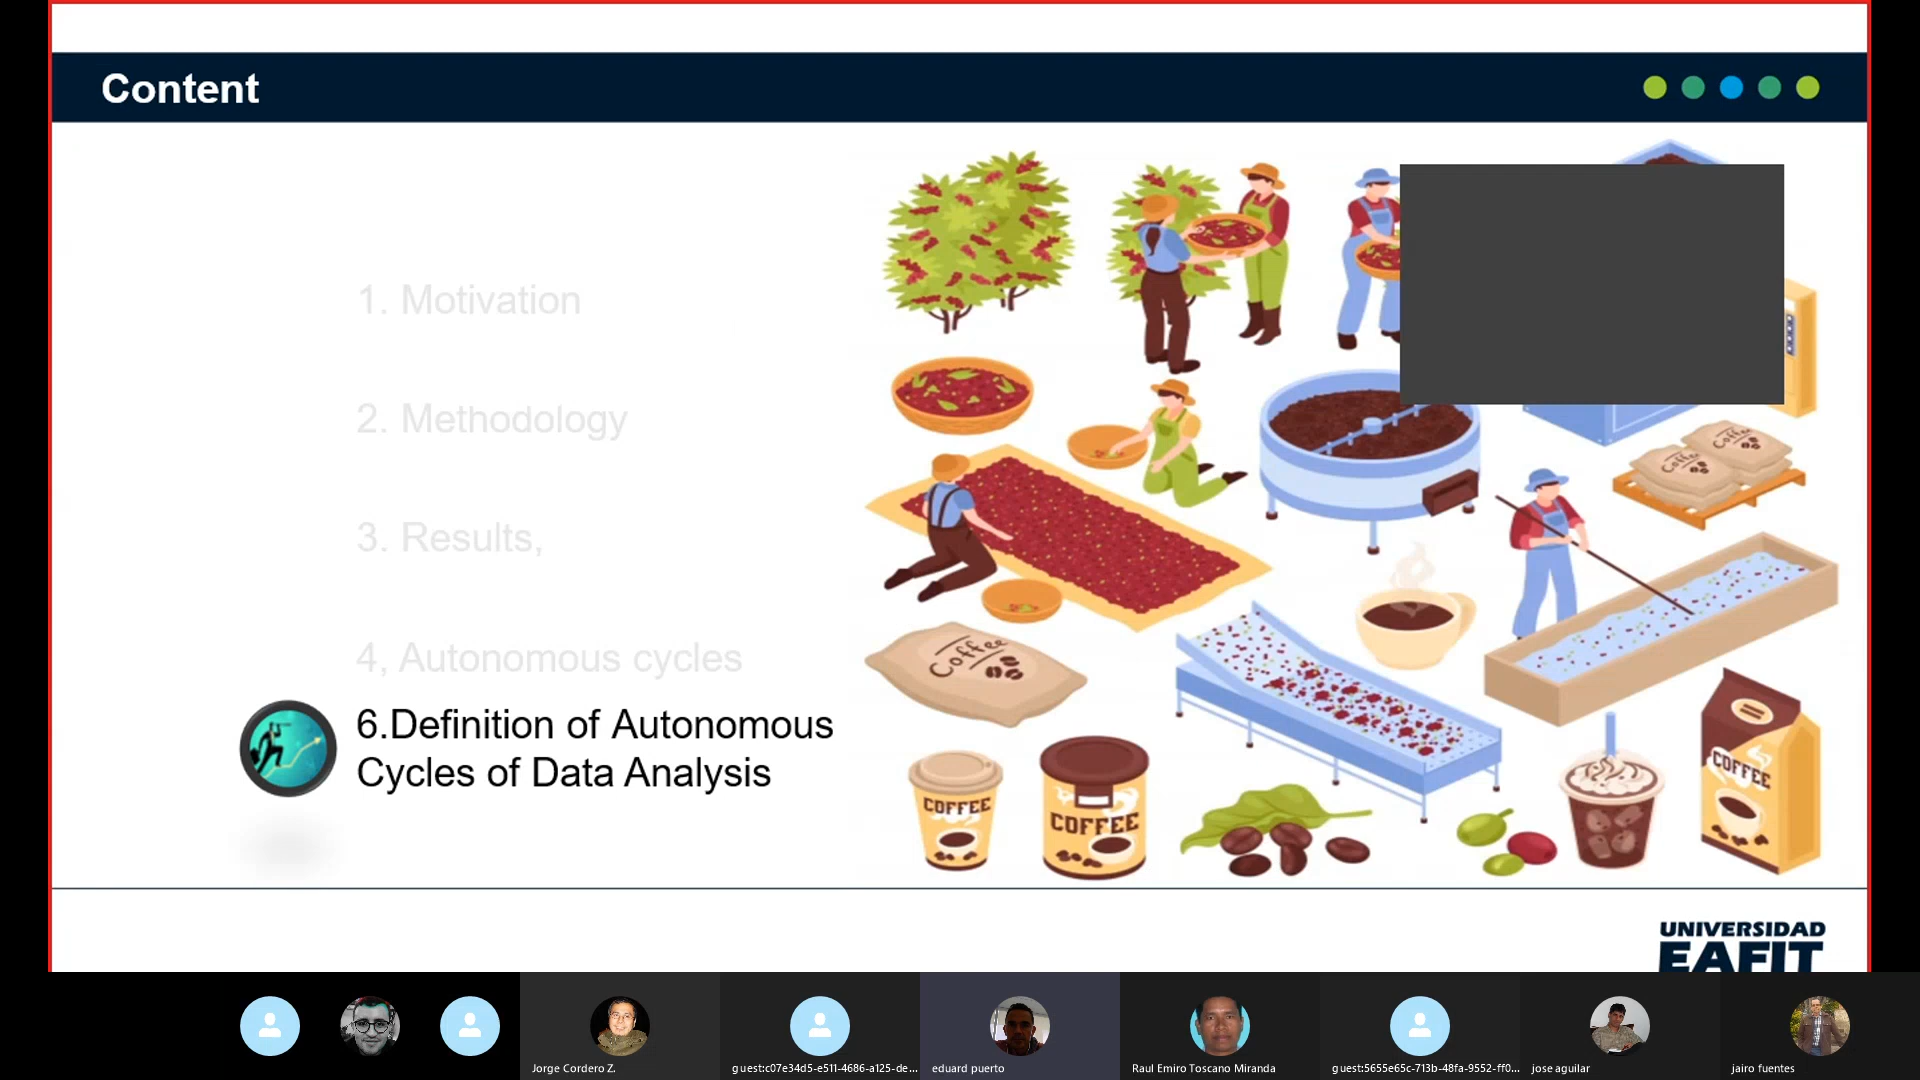 Content
1. Motivation
2. Methodology
3. Results,
4, Autonomous cycles
6.Definition of Autonomous
Cycles of Data Analysis
Coffee
Coffee
Coffee
COFFEE
COFFEE
COFFEE
UNIVERSIDAD
EAFIT
Jorge Cordero Z.
guest:c07e34d5-e511-4686-a125-de...
eduard puerto
Raul Emiro Toscano Miranda
guest:5655e65c-713b-48fa-9552-ff0...
jose aguilar
jairo fuentes